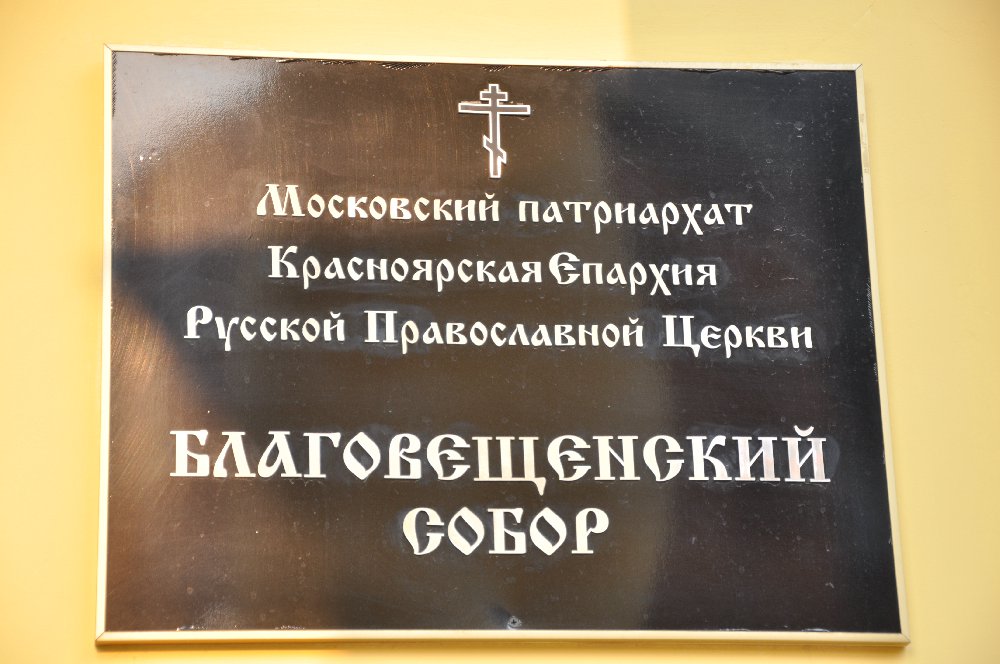 Московский патриархат
Красноярская Епархия
Русской Православной Церкви
БЛАГОВЕЩЕНСКИЙ
СОБОР